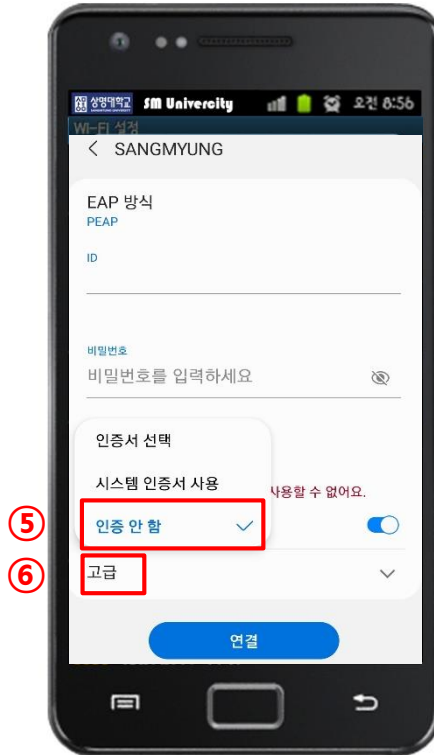 상명대학교 SM Univercity 오전 8:56
Wi-Fi 설정
< SANGMYUNG
EAP 방식
PEAP
ID
비밀번호
비밀번호를 입력하세요
인증서 선택
시스템 인증서 사용
사용할 수 없어요.
⑤ 인증 안 함
⑥ 고급
연결